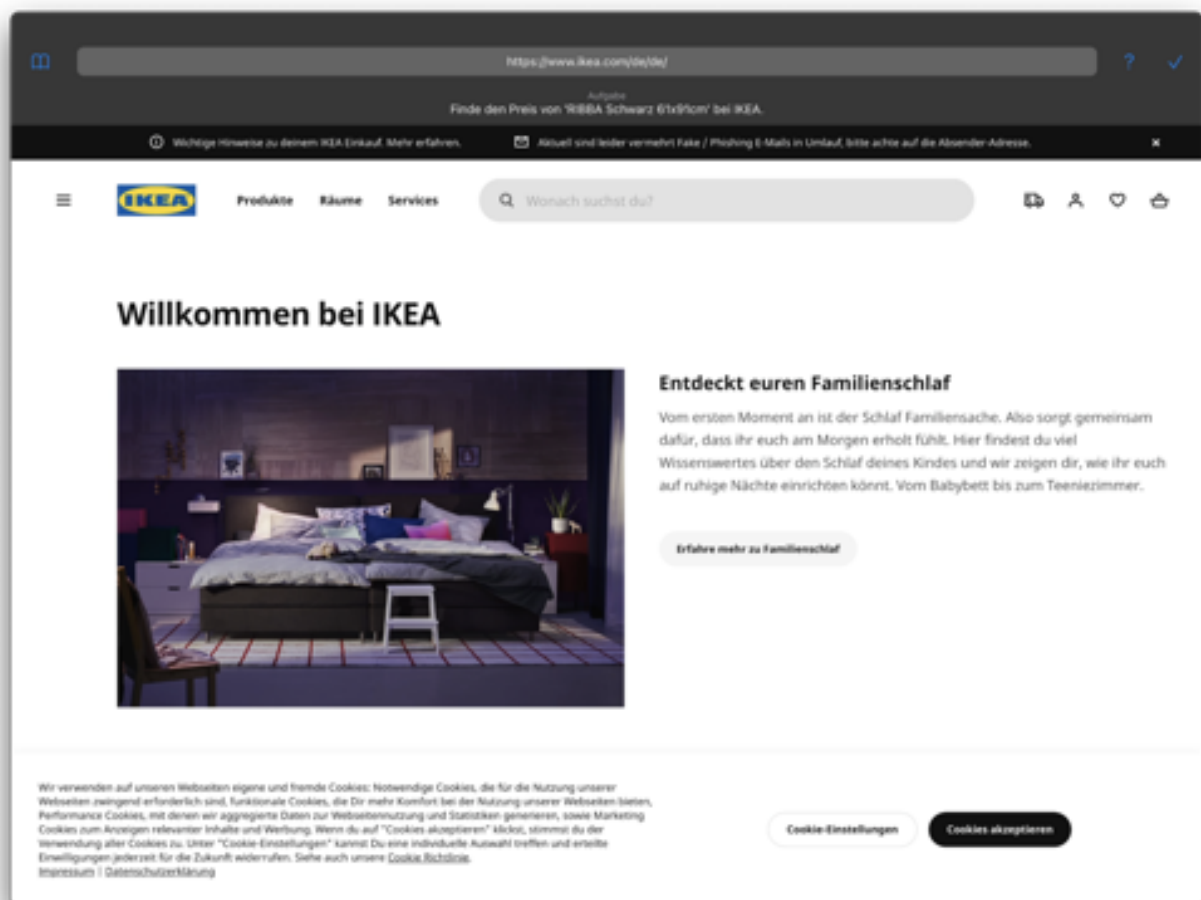 https://www.ikea.com/de/de/
?
Aufgabe
Finde den Preis von 'RIBBA Schwarz 61x91cm' bei IKEA.
Wichtige Hinweise zu deinem IKEA Einkauf. Mehr erfahren.
Aktuell sind leider vermehrt Fake / Phishing E-Mails in Umlauf, bitte achte auf die Absender-Adresse.
IKEA
Produkte
Räume
Services
Wonach suchst du?
Willkommen bei IKEA
Entdeckt euren Familienschlaf
Vom ersten Moment an ist der Schlaf Familiensache. Also sorgt gemeinsam
dafür, dass ihr euch am Morgen erholt fühlt. Hier findest du viel
Wissenswertes über den Schlaf deines Kindes und wir zeigen dir, wie ihr euch
auf ruhige Nächte einrichten könnt. Vom Babybett bis zum Teeniezimmer.
Erfahre mehr zu Familienschlaf
Wir verwenden auf unseren Webseiten eigene und fremde Cookies: Notwendige Cookies, die für die Nutzung unserer
Webseiten zwingend erforderlich sind, funktionale Cookies, die Dir mehr Komfort bei der Nutzung unserer Webseiten bieten,
Performance Cookies, mit denen wir aggregierte Daten zur Webseitennutzung und Statistiken generieren, sowie Marketing
Cookies zum Anzeigen relevanter Inhalte und Werbung. Wenn du auf "Cookies akzeptieren" klickst, stimmst du der
Verwendung aller Cookies zu. Unter "Cookie-Einstellungen" kannst Du eine individuelle Auswahl treffen und erteilte
Einwilligungen jederzeit für die Zukunft widerrufen. Siehe auch unsere Cookie Richtlinie.
Impressum | Datenschutzerklärung
Cookie-Einstellungen
Cookies akzeptieren